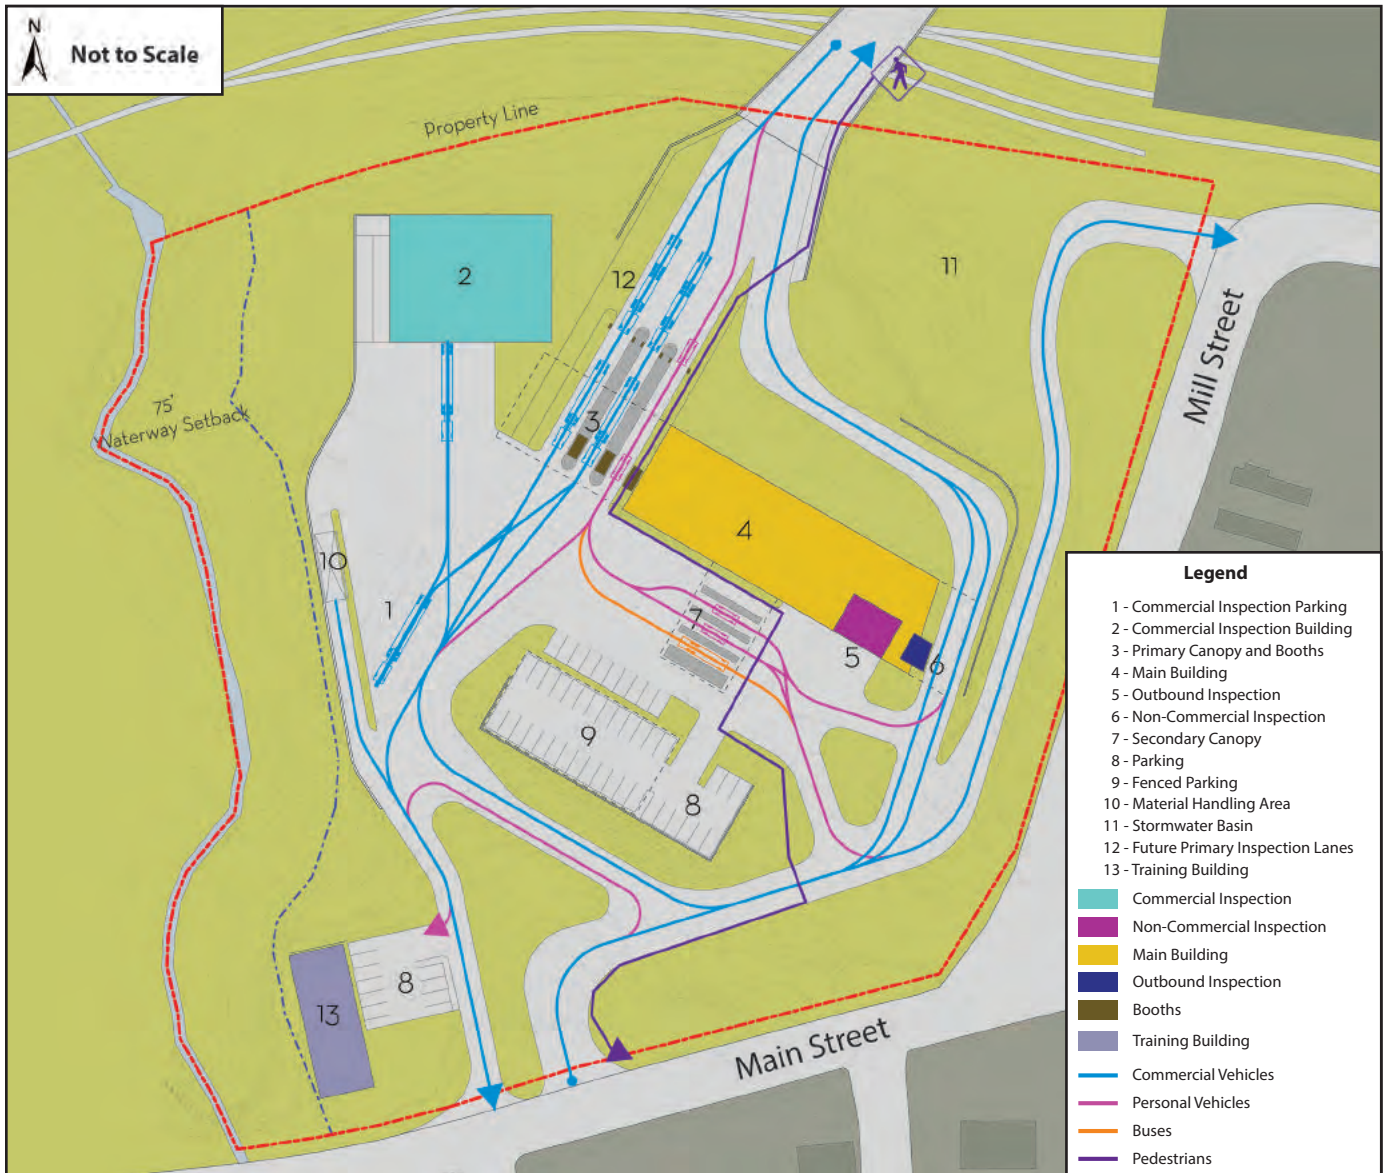 N
Not to Scale
Property Line
2
12
11
Mill Street
75'
Waterway Setback
3
4
10
1
7
5
6
9
8
8
13
Main Street
Legend
1 - Commercial Inspection Parking
2 - Commercial Inspection Building
3 - Primary Canopy and Booths
4 - Main Building
5 - Outbound Inspection
6 - Non-Commercial Inspection
7 - Secondary Canopy
8 - Parking
9 - Fenced Parking
10 - Material Handling Area
11 - Stormwater Basin
12 - Future Primary Inspection Lanes
13 - Training Building
Commercial Inspection
Non-Commercial Inspection
Main Building
Outbound Inspection
Booths
Training Building
Commercial Vehicles
Personal Vehicles
Buses
Pedestrians